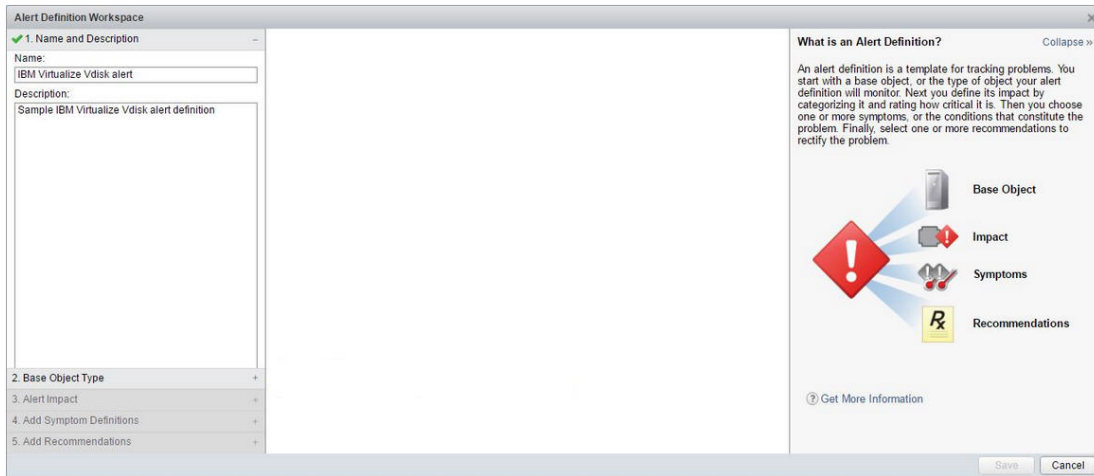 Alert Definition Workspace
1. Name and Description
Name:
IBM Virtualize Vdisk alert
Description:
Sample IBM Virtualize Vdisk alert definition
2. Base Object Type
3. Alert Impact
4. Add Symptom Definitions
5. Add Recommendations
What is an Alert Definition? Collapse »
An alert definition is a template for tracking problems. You
start with a base object, or the type of object your alert
definition will monitor. Next you define its impact by
categorizing it and rating how critical it is. Then you choose
one or more symptoms, or the conditions that constitute the
problem. Finally, select one or more recommendations to
rectify the problem.
Base Object
Impact
Symptoms
Rx
Recommendations
? Get More Information
Save Cancel